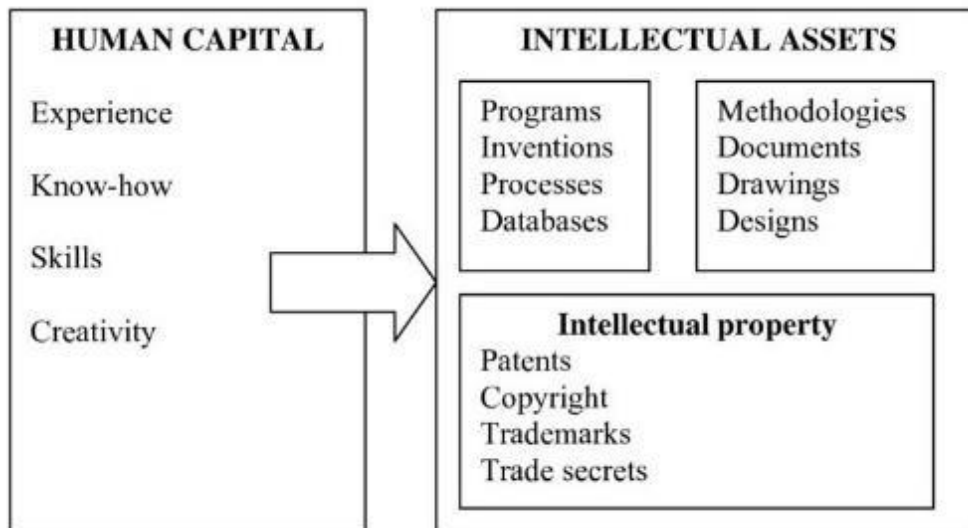 HUMAN CAPITAL
Experience
Know-how
Skills
Creativity
INTELLECTUAL ASSETS
Programs
Inventions
Processes
Databases
Methodologies
Documents
Drawings
Designs
Intellectual property
Patents
Copyright
Trademarks
Trade secrets